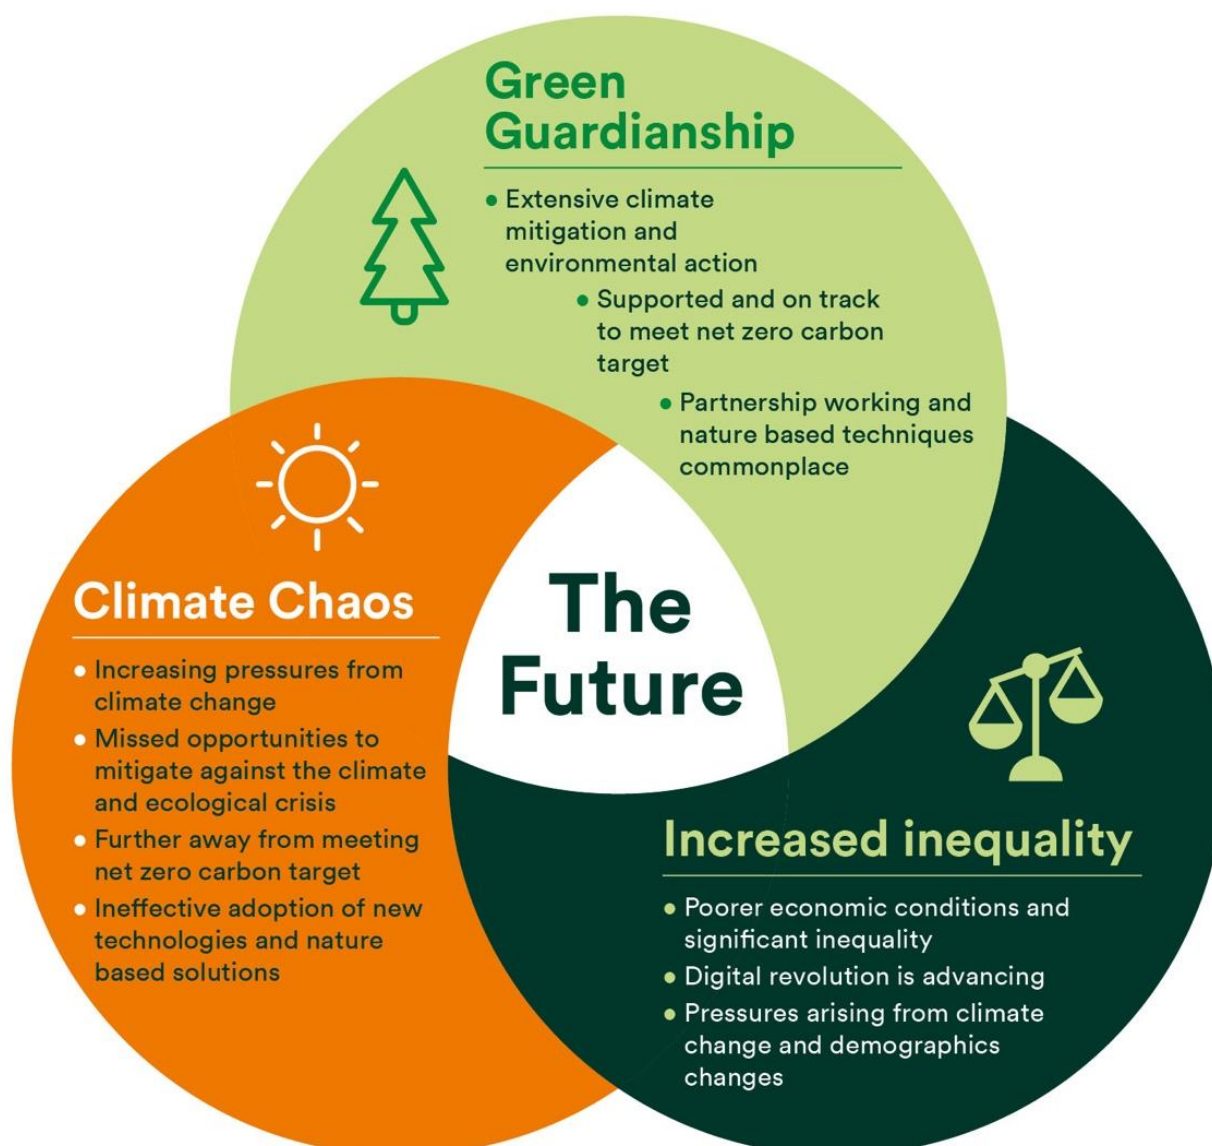 Green
Guardianship
• Extensive climate
mitigation and
environmental action
• Supported and on track
to meet net zero carbon
target
• Partnership working and
nature based techniques
commonplace
Climate Chaos
• Increasing pressures from
climate change
• Missed opportunities to
mitigate against the climate
and ecological crisis
• Further away from meeting
net zero carbon target
• Ineffective adoption of new
technologies and nature
based solutions
The
Future
Increased inequality
• Poorer economic conditions and
significant inequality
• Digital revolution is advancing
• Pressures arising from climate
change and demographics
changes